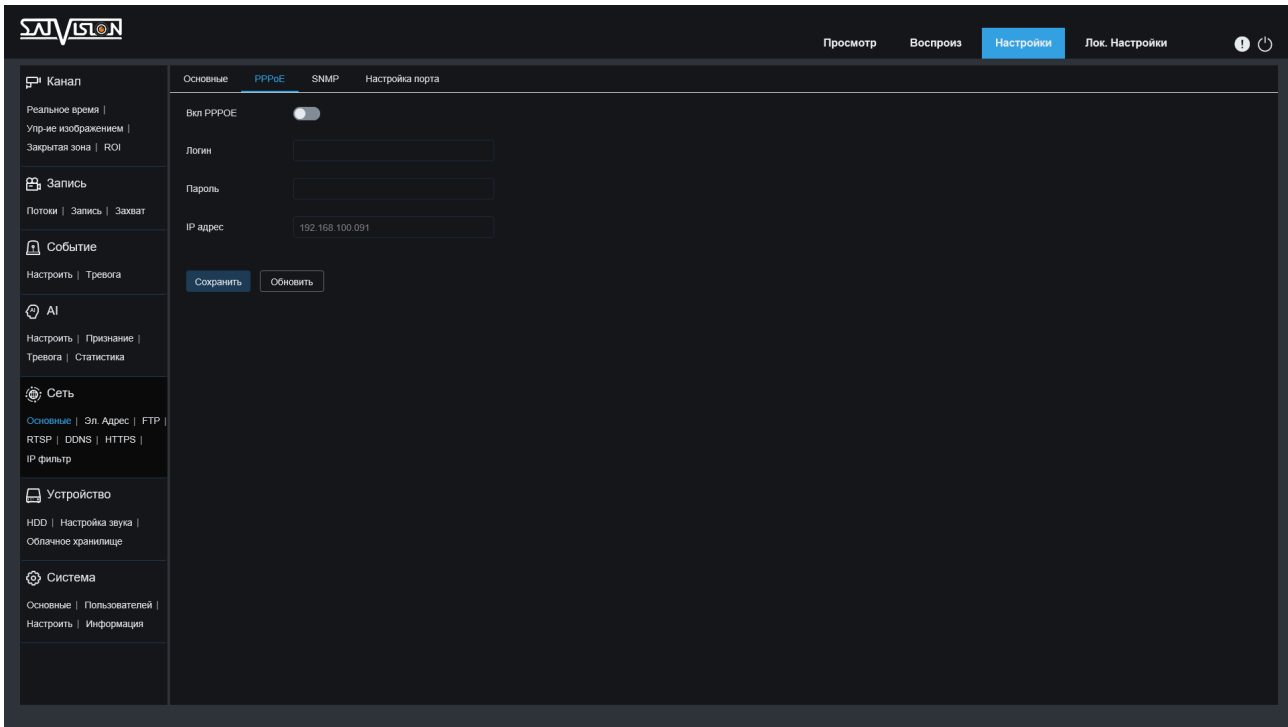 SATVISION
Просмотр Воспроиз Настройки Лок. Настройки
Канал
Реальное время |
Упр-ие изображением |
Закрытая зона | ROI
Запись
Потоки | Запись | Захват
Событие
Настроить | Тревога
AI
Настроить | Признание |
Тревога | Статистика
Сеть
Основные | Эл. Адрес | FTP |
RTSP | DDNS | HTTPS |
IP фильтр
Устройство
HDD | Настройка звука |
Облачное хранилище
Система
Основные | Пользователей |
Настроить | Информация
Основные PPPoE SNMP Настройка порта
Вкл PPPOE
Логин
Пароль
IP адрес 192.168.100.091
Сохранить Обновить